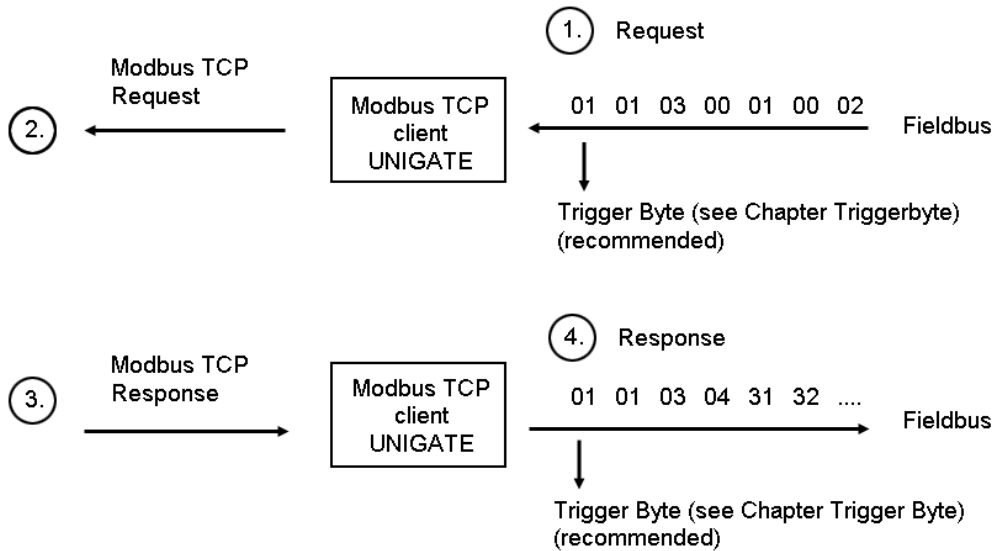 1. Request
Modbus TCP
Request
2.
Modbus TCP
client
UNIGATE
01 01 03 00 01 00 02
Fieldbus
Trigger Byte (see Chapter Triggerbyte)
(recommended)
4. Response
Modbus TCP
Response
3.
Modbus TCP
client
UNIGATE
01 01 03 04 31 32 ....
Fieldbus
Trigger Byte (see Chapter Trigger Byte)
(recommended)